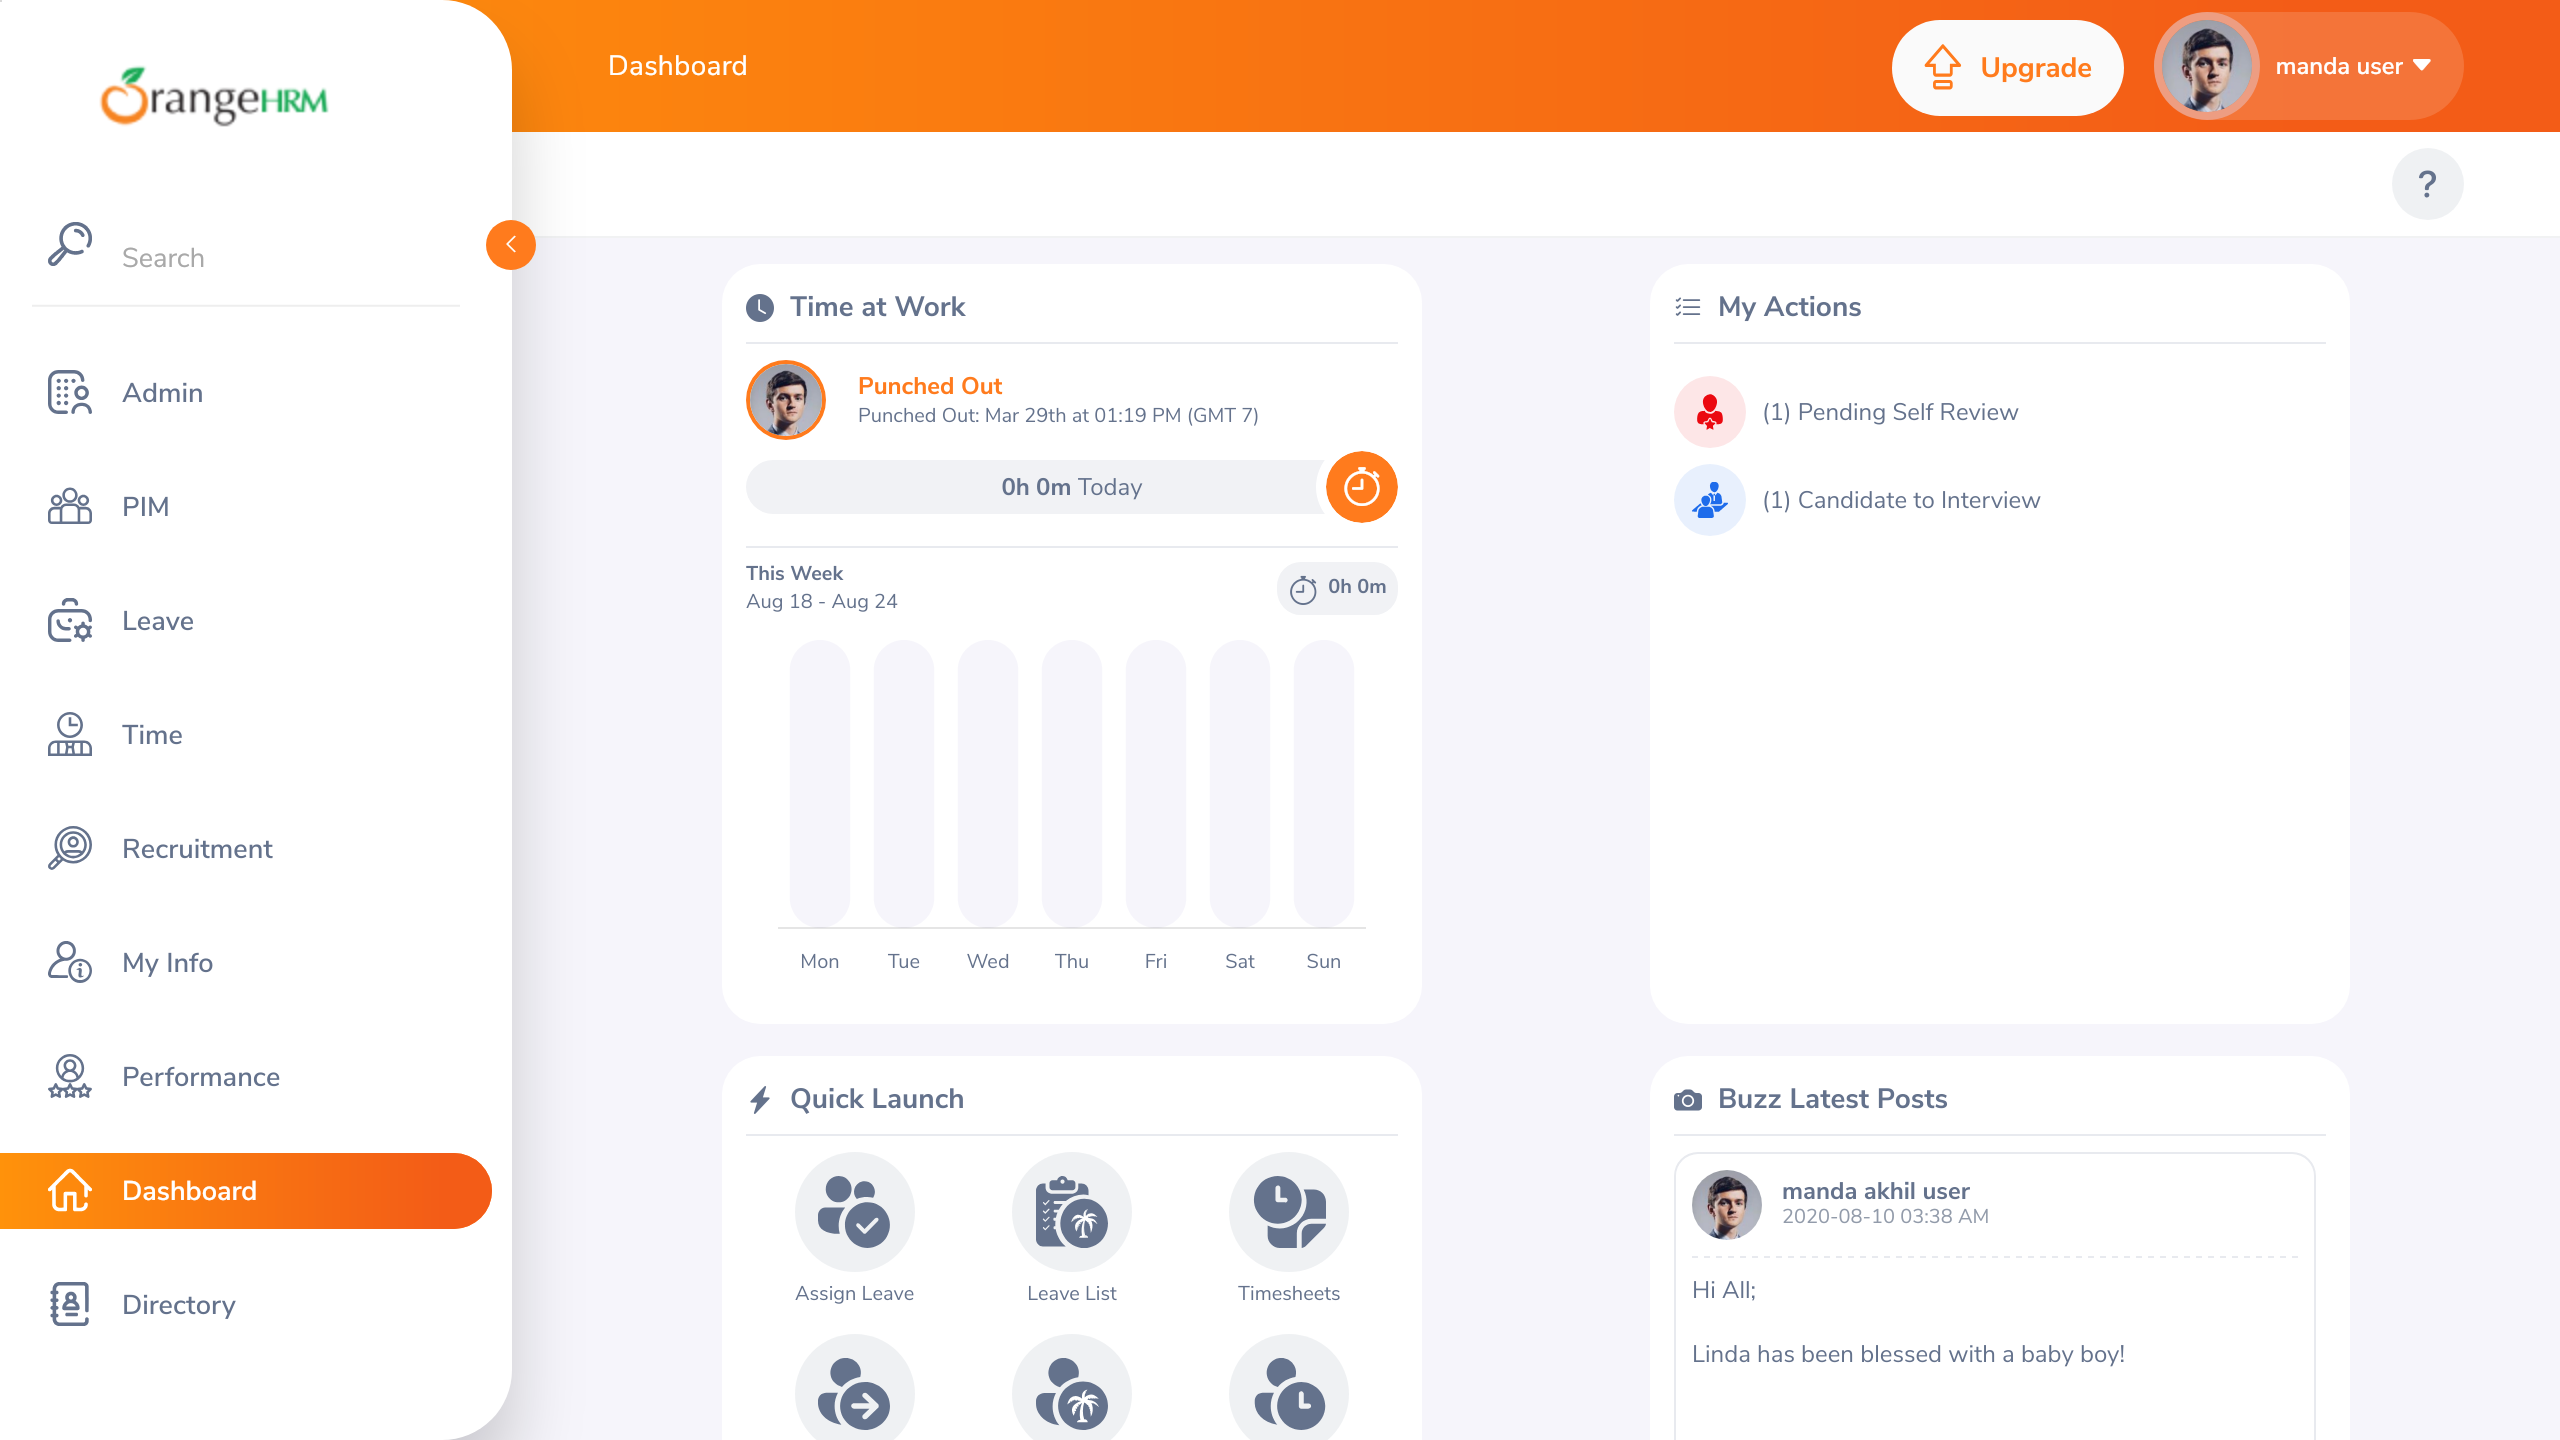 OrangeHRM
Search
Admin
PIM
Leave
Time
Recruitment
My Info
Performance
Dashboard
Directory
Dashboard
Upgrade
manda user
?
Time at Work
Punched Out
Punched Out: Mar 29th at 01:19 PM (GMT 7)
0h 0m Today
This Week
Aug 18 - Aug 24
0h 0m
Mon Tue Wed Thu Fri Sat Sun
My Actions
(1) Pending Self Review
(1) Candidate to Interview
Quick Launch
Assign Leave
Leave List
Timesheets
Buzz Latest Posts
manda akhil user
2020-08-10 03:38 AM
Hi All;
Linda has been blessed with a baby boy!